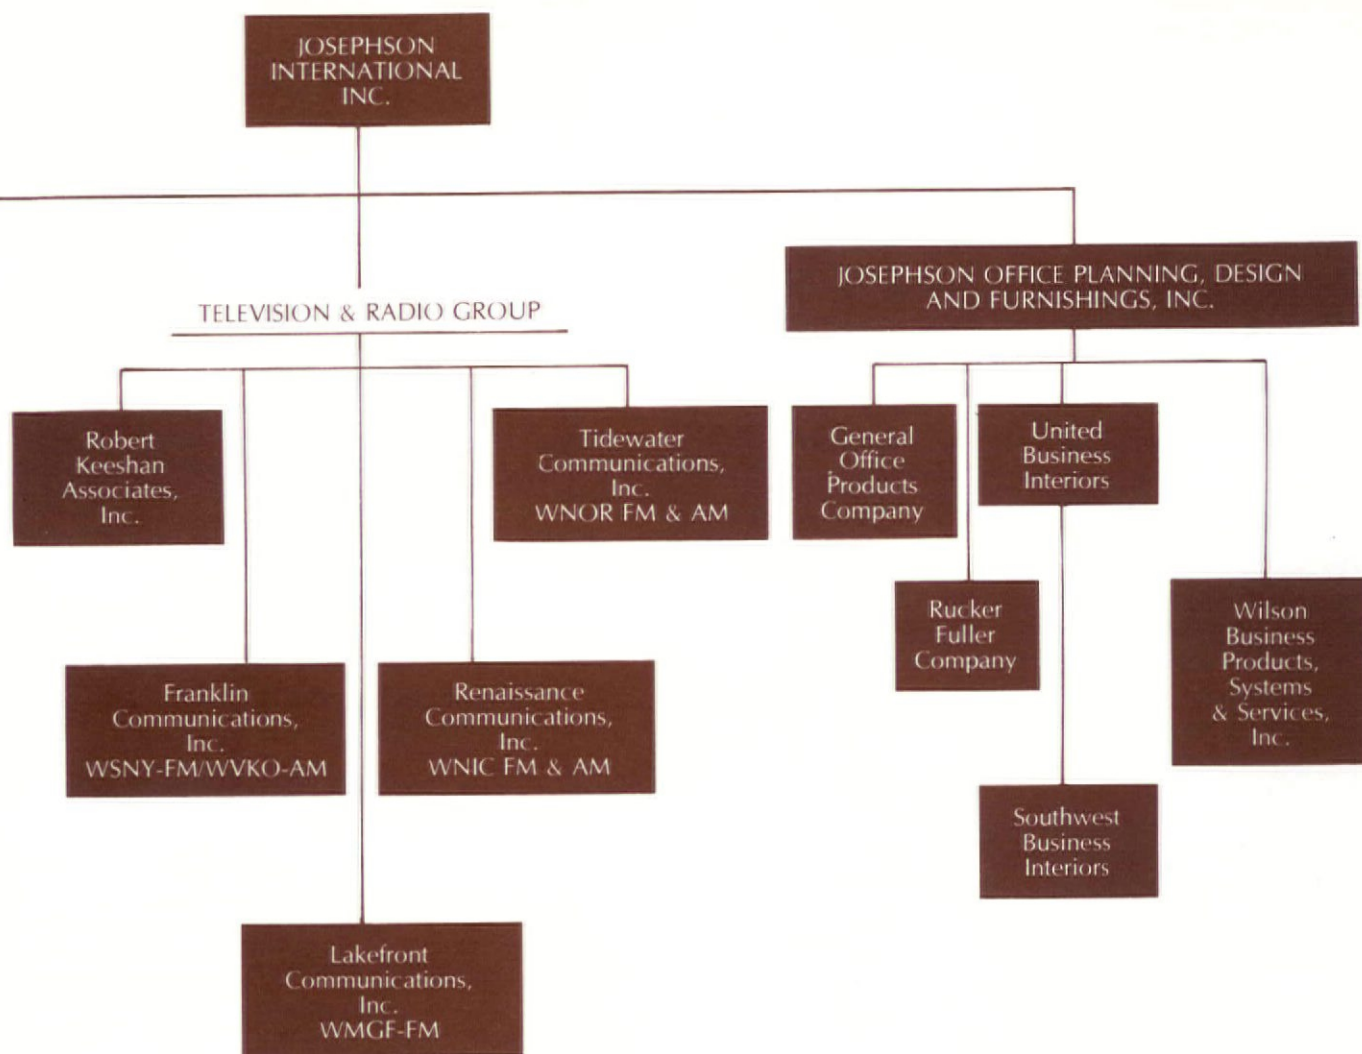 JOSEPHSON
INTERNATIONAL
INC.
TELEVISION & RADIO GROUP
Robert
Keeshan
Associates,
Inc.
Franklin
Communications,
Inc.
WSNY-FM/WVKO-AM
Lakefront
Communications,
Inc.
WMGF-FM
Renaissance
Communications,
Inc.
WNIC FM & AM
Tidewater
Communications,
Inc.
WNOR FM & AM
JOSEPHSON OFFICE PLANNING, DESIGN
AND FURNISHINGS, INC.
General
Office
Products
Company
Rucker
Fuller
Company
United
Business
Interiors
Southwest
Business
Interiors
Wilson
Business
Products,
Systems
& Services,
Inc.